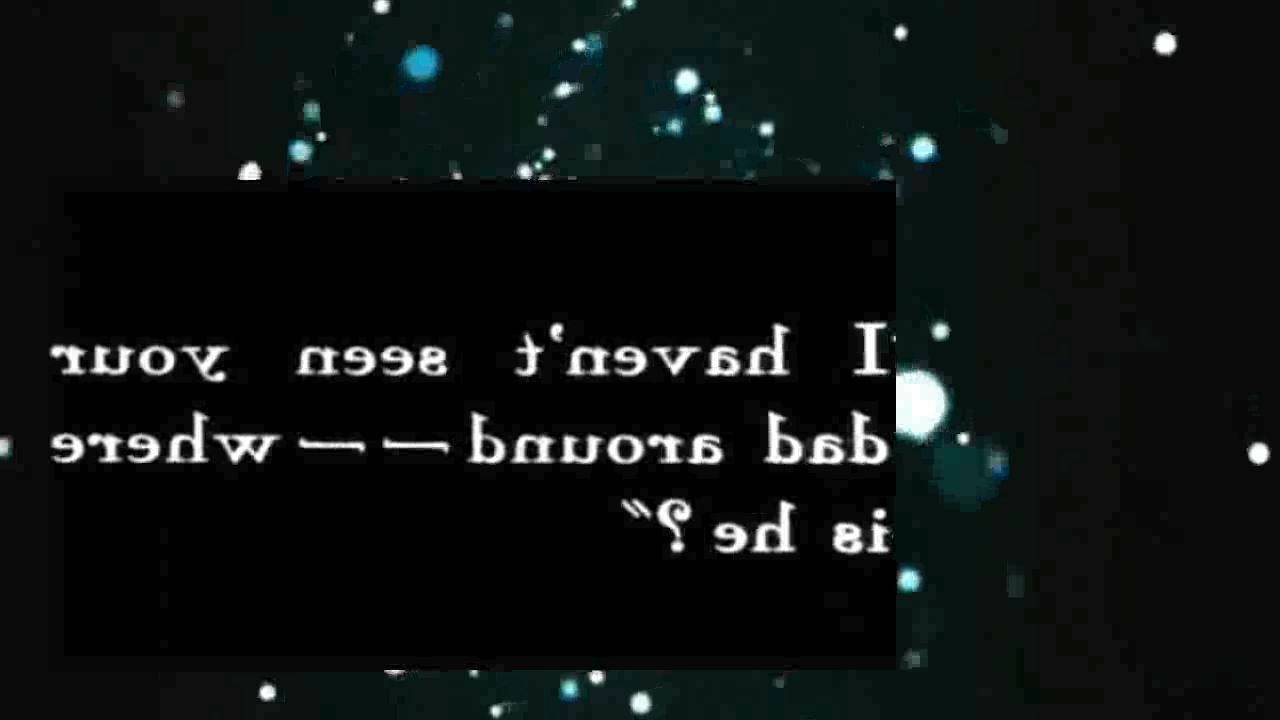 I haven't seen your
dad around——where
is he?"